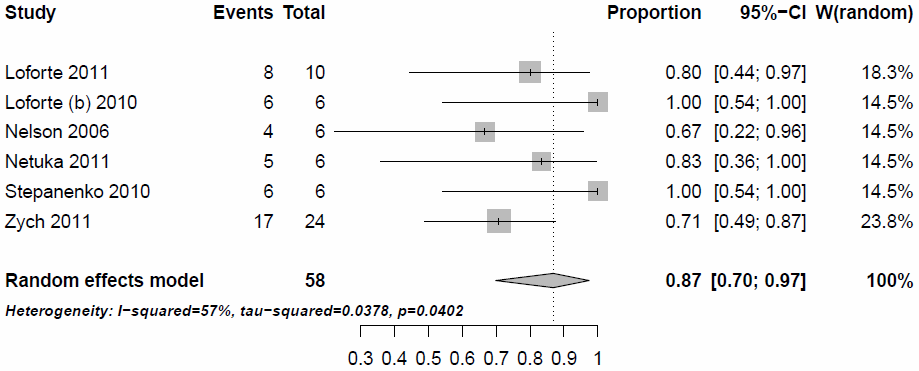 Study Events Total Proportion 95%−CI W(random)
Loforte 2011 8 10 0.80 [0.44; 0.97] 18.3%
Loforte (b) 2010 6 6 1.00 [0.54; 1.00] 14.5%
Nelson 2006 4 6 0.67 [0.22; 0.96] 14.5%
Netuka 2011 5 6 0.83 [0.36; 1.00] 14.5%
Stepanenko 2010 6 6 1.00 [0.54; 1.00] 14.5%
Zych 2011 17 24 0.71 [0.49; 0.87] 23.8%
Random effects model 58 0.87 [0.70; 0.97] 100%
Heterogeneity: I−squared=57%, tau−squared=0.0378, p=0.0402
0.3 0.4 0.5 0.6 0.7 0.8 0.9 1